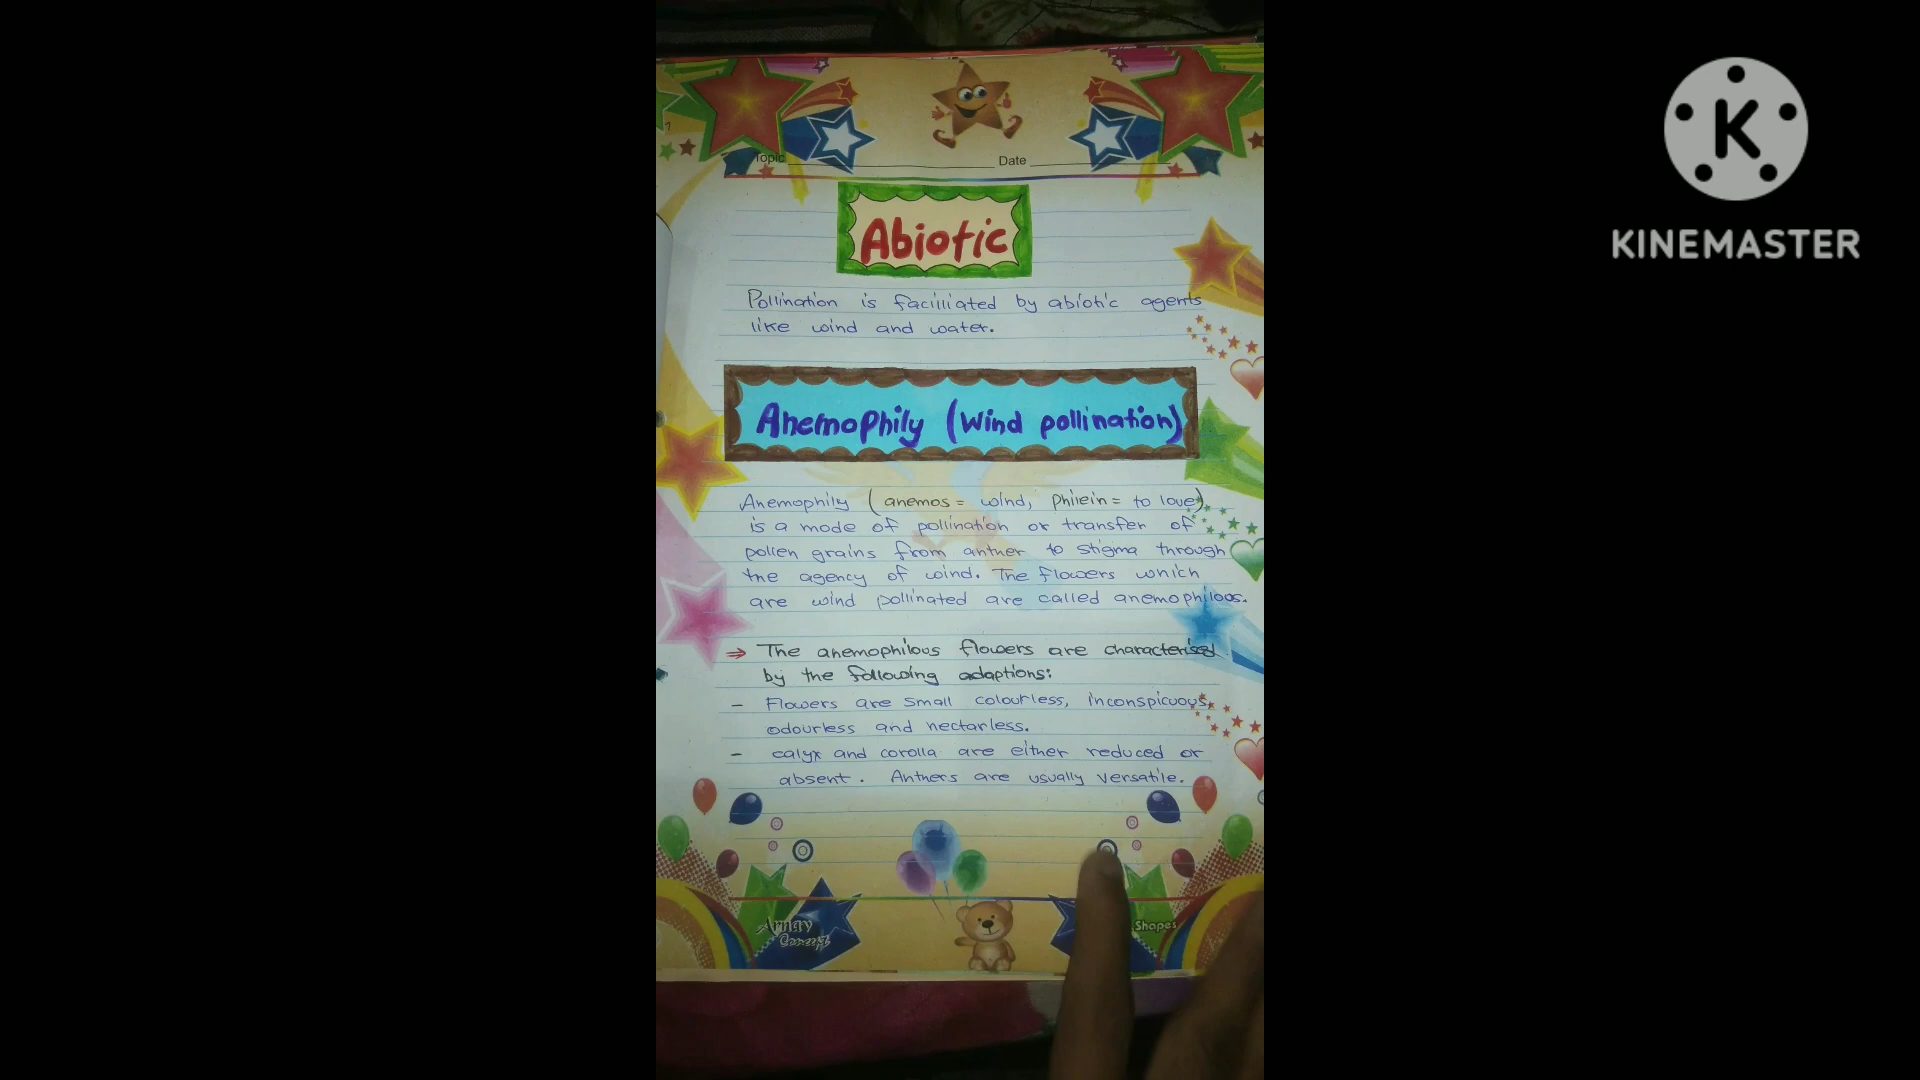 Topic Date
Abiotic
Pollination is faciliated by abiotic agents
like wind and water.
Anemophily (Wind pollination)
Anemophily (anemos = wind, philein = to love)
is a mode of pollination or transfer of
pollen grains from anther to stigma through
the agency of wind. The flowers which
are wind pollinated are called anemophilous.
⇒ The anemophilous flowers are characterised
by the following adaptions:
- Flowers are small colourless, inconspicuous,
odourless and nectarless.
- calyx and corolla are either reduced or
absent. Anthers are usually versatile.
Arnav
Concept
Shapes
K
KINEMASTER